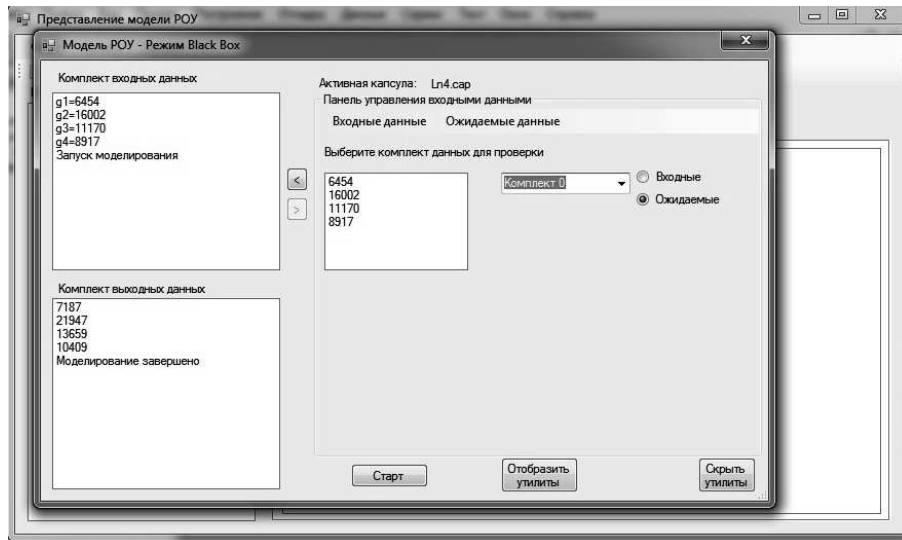 Представление модели РОУ
Модель РОУ - Режим Black Box
Комплект входных данных
g1=6454
g2=16002
g3=11170
g4=8917
Запуск моделирования
<
>
Комплект выходных данных
7187
21947
13659
10409
Моделирование завершено
Активная капсула: Ln4.cap
Панель управления входными данными
Входные данные Ожидаемые данные
Выберите комплект данных для проверки
6454
16002
11170
8917
Комплект 0
Входные
Ожидаемые
Старт
Отобразить
утилиты
Скрыть
утилиты